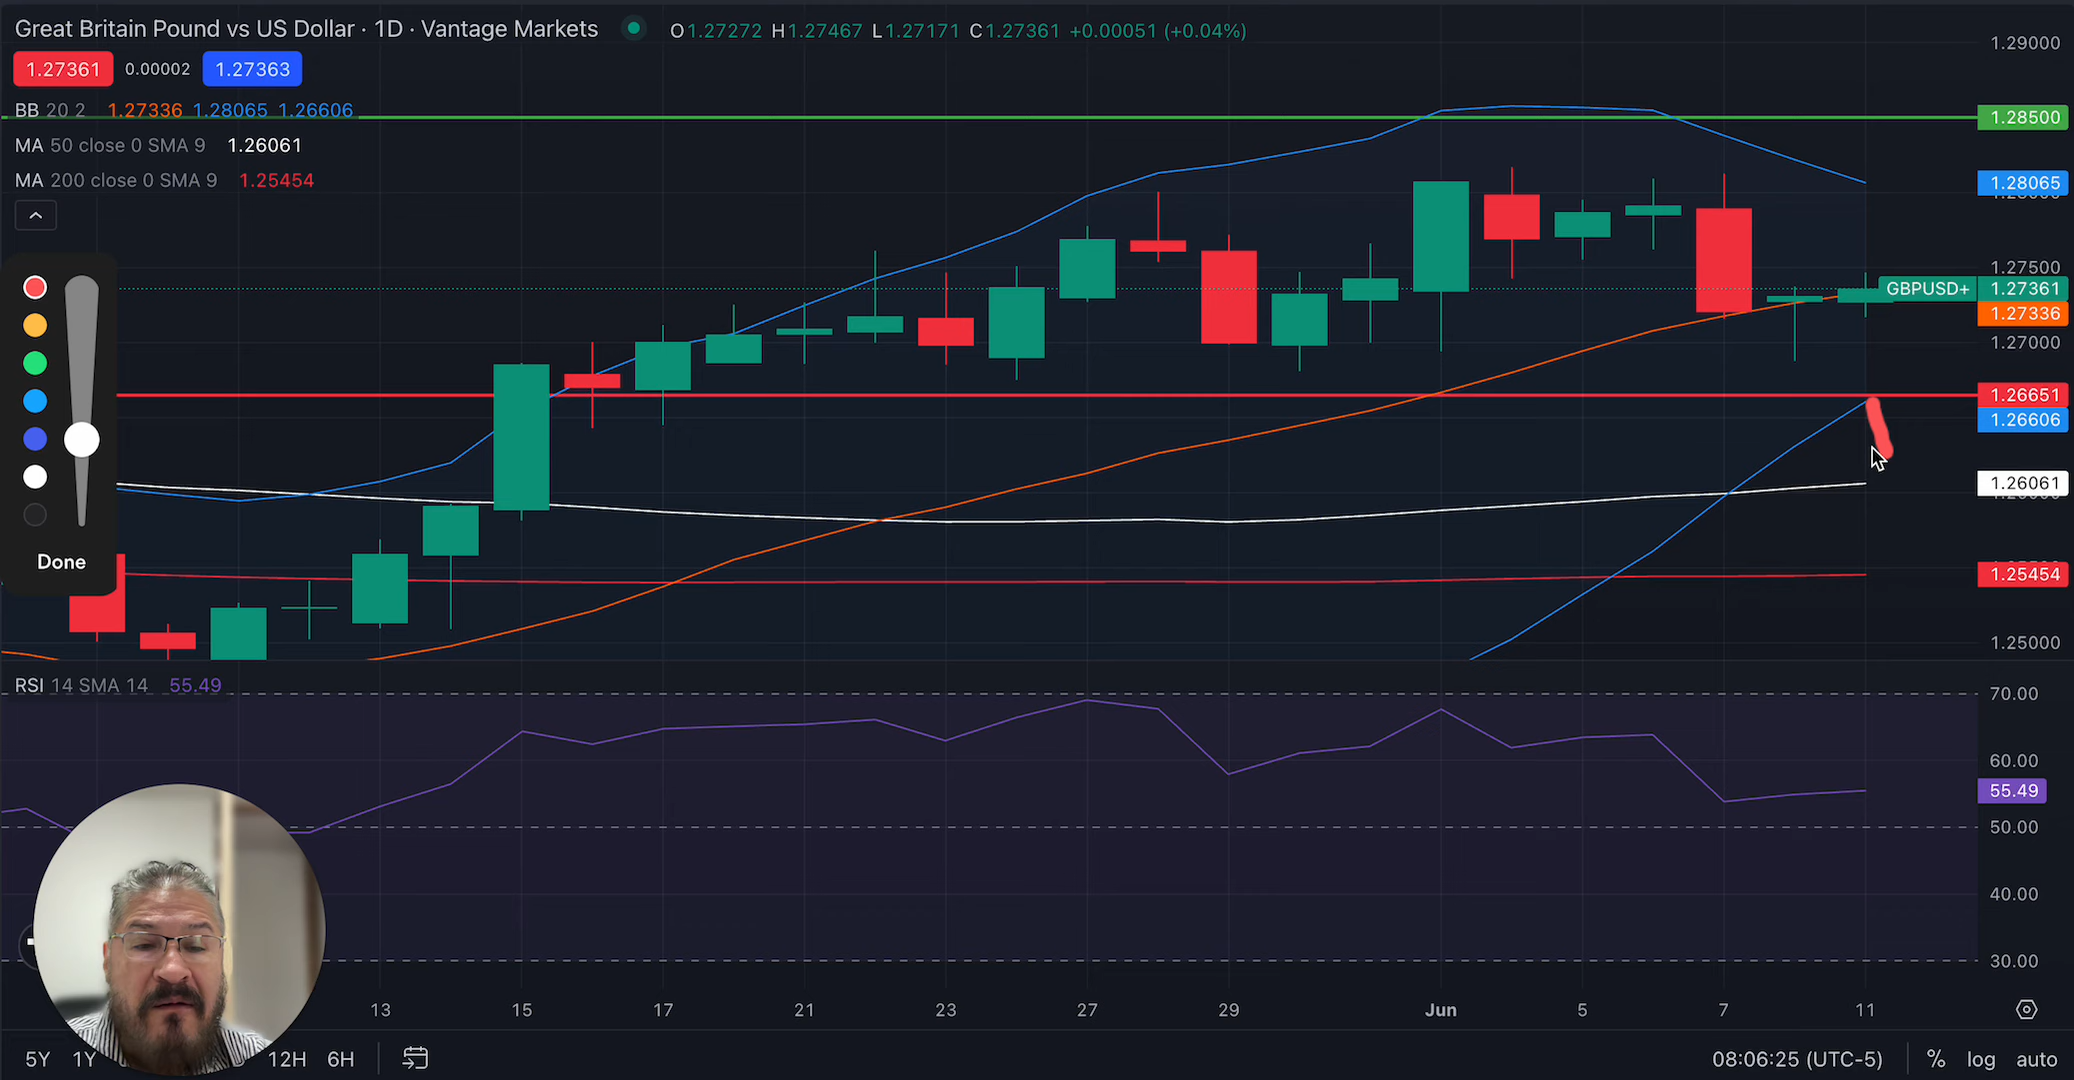 Great Britain Pound vs US Dollar · 1D · Vantage Markets O1.27272 H1.27467 L1.27171 C1.27361 +0.00051 (+0.04%)
1.27361 0.00002 1.27363
BB 20 2 1.27336 1.28065 1.26606
MA 50 close 0 SMA 9 1.26061
MA 200 close 0 SMA 9 1.25454
1.29000
1.28500
1.28065
1.27500
GBPUSD+ 1.27361
1.27336
1.27000
1.26651
1.26606
1.26061
1.25454
1.25000
Done
RSI 14 SMA 14 55.49
70.00
60.00
55.49
50.00
40.00
30.00
13 15 17 21 23 27 29 Jun 5 7 11
5Y 1Y 12H 6H 08:06:25 (UTC-5) % log auto